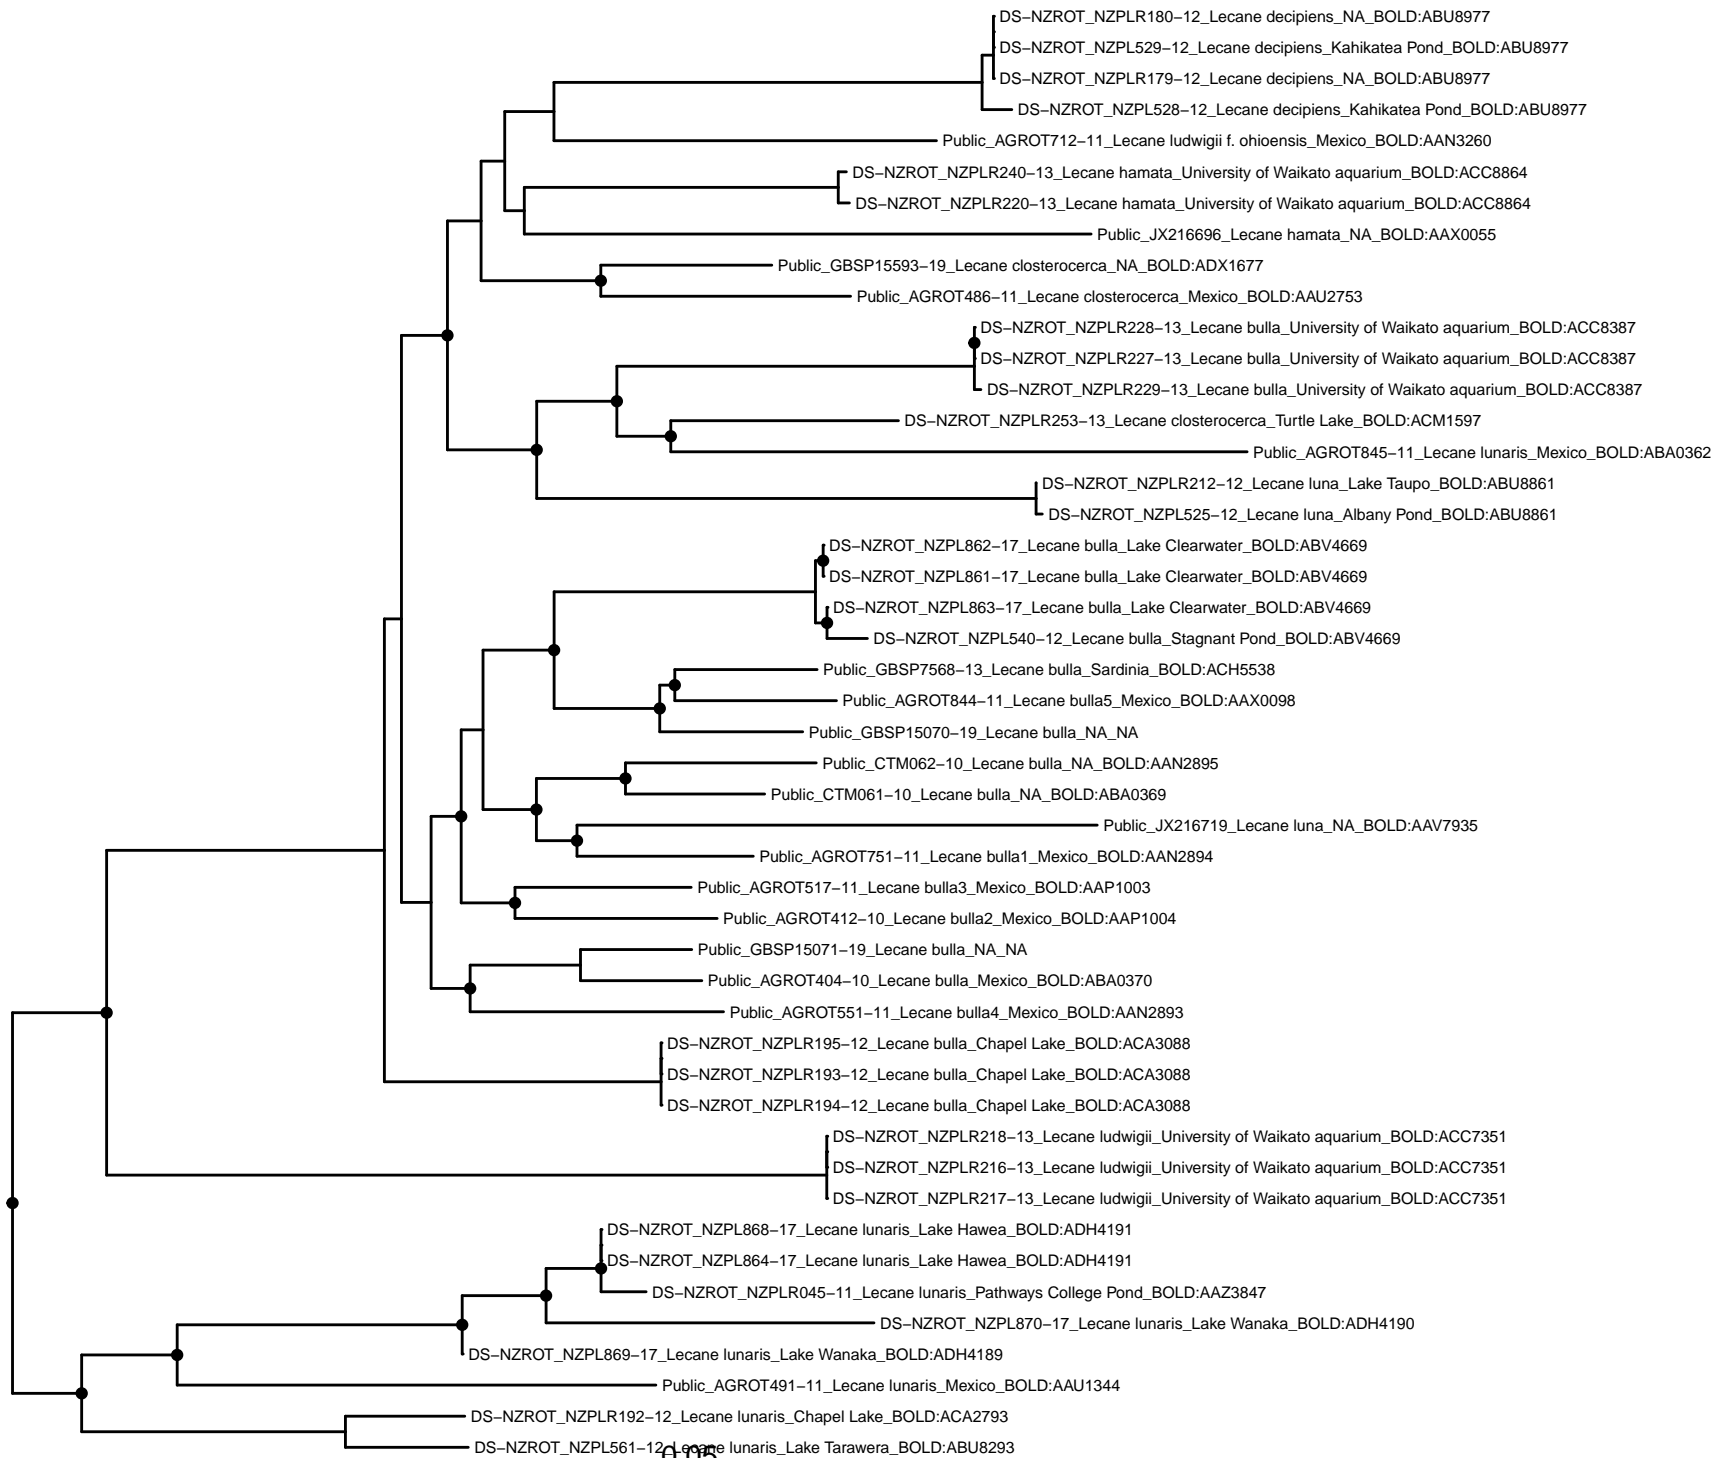 DS−NZROT_NZPLR180−12_Lecane decipiens_NA_BOLD:ABU8977
DS−NZROT_NZPL529−12_Lecane decipiens_Kahikatea Pond_BOLD:ABU8977
DS−NZROT_NZPLR179−12_Lecane decipiens_NA_BOLD:ABU8977
DS−NZROT_NZPL528−12_Lecane decipiens_Kahikatea Pond_BOLD:ABU8977
Public_AGROT712−11_Lecane ludwigii f. ohioensis_Mexico_BOLD:AAN3260
DS−NZROT_NZPLR240−13_Lecane hamata_University of Waikato aquarium_BOLD:ACC8864
DS−NZROT_NZPLR220−13_Lecane hamata_University of Waikato aquarium_BOLD:ACC8864
Public_JX216696_Lecane hamata_NA_BOLD:AAX0055
Public_GBSP15593−19_Lecane closterocerca_NA_BOLD:ADX1677
Public_AGROT486−11_Lecane closterocerca_Mexico_BOLD:AAU2753
DS−NZROT_NZPLR228−13_Lecane bulla_University of Waikato aquarium_BOLD:ACC8387
DS−NZROT_NZPLR227−13_Lecane bulla_University of Waikato aquarium_BOLD:ACC8387
DS−NZROT_NZPLR229−13_Lecane bulla_University of Waikato aquarium_BOLD:ACC8387
DS−NZROT_NZPLR253−13_Lecane closterocerca_Turtle Lake_BOLD:ACM1597
Public_AGROT845−11_Lecane lunaris_Mexico_BOLD:ABA0362
DS−NZROT_NZPLR212−12_Lecane luna_Lake Taupo_BOLD:ABU8861
DS−NZROT_NZPL525−12_Lecane luna_Albany Pond_BOLD:ABU8861
DS−NZROT_NZPL862−17_Lecane bulla_Lake Clearwater_BOLD:ABV4669
DS−NZROT_NZPL861−17_Lecane bulla_Lake Clearwater_BOLD:ABV4669
DS−NZROT_NZPL863−17_Lecane bulla_Lake Clearwater_BOLD:ABV4669
DS−NZROT_NZPL540−12_Lecane bulla_Stagnant Pond_BOLD:ABV4669
Public_GBSP7568−13_Lecane bulla_Sardinia_BOLD:ACH5538
Public_AGROT844−11_Lecane bulla5_Mexico_BOLD:AAX0098
Public_GBSP15070−19_Lecane bulla_NA_NA
Public_CTM062−10_Lecane bulla_NA_BOLD:AAN2895
Public_CTM061−10_Lecane bulla_NA_BOLD:ABA0369
Public_JX216719_Lecane luna_NA_BOLD:AAV7935
Public_AGROT751−11_Lecane bulla1_Mexico_BOLD:AAN2894
Public_AGROT517−11_Lecane bulla3_Mexico_BOLD:AAP1003
Public_AGROT412−10_Lecane bulla2_Mexico_BOLD:AAP1004
Public_GBSP15071−19_Lecane bulla_NA_NA
Public_AGROT404−10_Lecane bulla_Mexico_BOLD:ABA0370
Public_AGROT551−11_Lecane bulla4_Mexico_BOLD:AAN2893
DS−NZROT_NZPLR195−12_Lecane bulla_Chapel Lake_BOLD:ACA3088
DS−NZROT_NZPLR193−12_Lecane bulla_Chapel Lake_BOLD:ACA3088
DS−NZROT_NZPLR194−12_Lecane bulla_Chapel Lake_BOLD:ACA3088
DS−NZROT_NZPLR218−13_Lecane ludwigii_University of Waikato aquarium_BOLD:ACC7351
DS−NZROT_NZPLR216−13_Lecane ludwigii_University of Waikato aquarium_BOLD:ACC7351
DS−NZROT_NZPLR217−13_Lecane ludwigii_University of Waikato aquarium_BOLD:ACC7351
DS−NZROT_NZPL868−17_Lecane lunaris_Lake Hawea_BOLD:ADH4191
DS−NZROT_NZPL864−17_Lecane lunaris_Lake Hawea_BOLD:ADH4191
DS−NZROT_NZPLR045−11_Lecane lunaris_Pathways College Pond_BOLD:AAZ3847
DS−NZROT_NZPL870−17_Lecane lunaris_Lake Wanaka_BOLD:ADH4190
DS−NZROT_NZPL869−17_Lecane lunaris_Lake Wanaka_BOLD:ADH4189
Public_AGROT491−11_Lecane lunaris_Mexico_BOLD:AAU1344
DS−NZROT_NZPLR192−12_Lecane lunaris_Chapel Lake_BOLD:ACA2793
DS−NZROT_NZPL561−12_Lecane lunaris_Lake Tarawera_BOLD:ABU8293
0.05